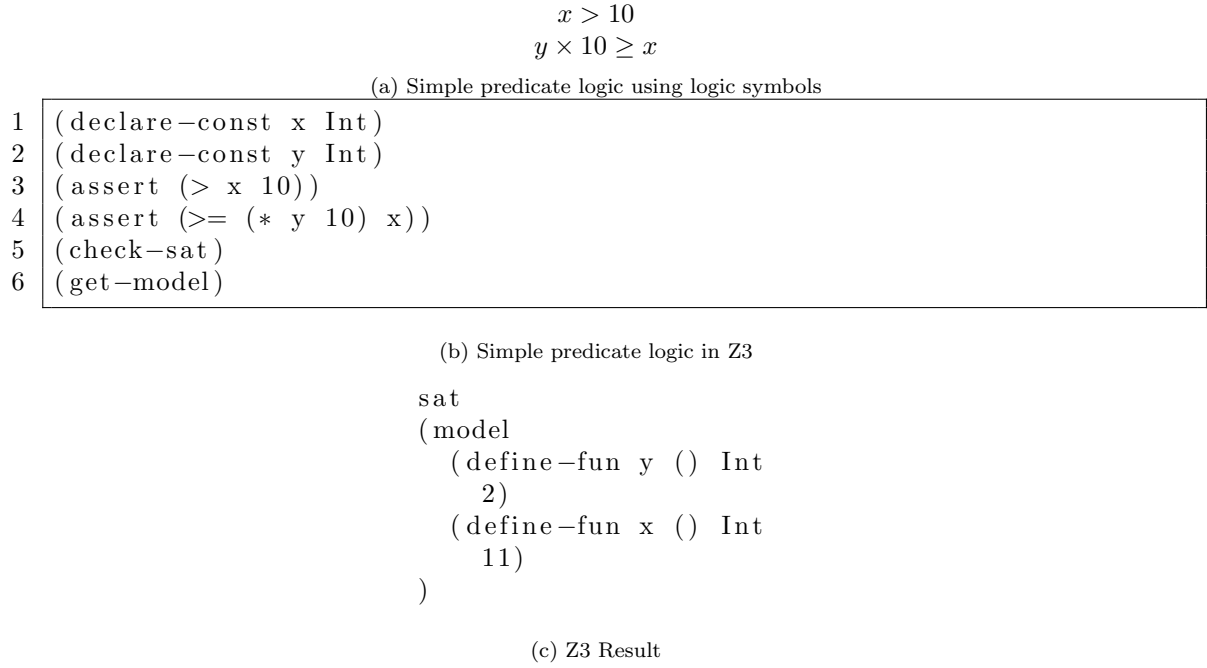 x > 10
y × 10 ≥ x
(a) Simple predicate logic using logic symbols
1 (declare-const x Int)
2 (declare-const y Int)
3 (assert (> x 10))
4 (assert (>= (* y 10) x))
5 (check-sat)
6 (get-model)
(b) Simple predicate logic in Z3
sat
(model
(define-fun y () Int
2)
(define-fun x () Int
11)
)
(c) Z3 Result